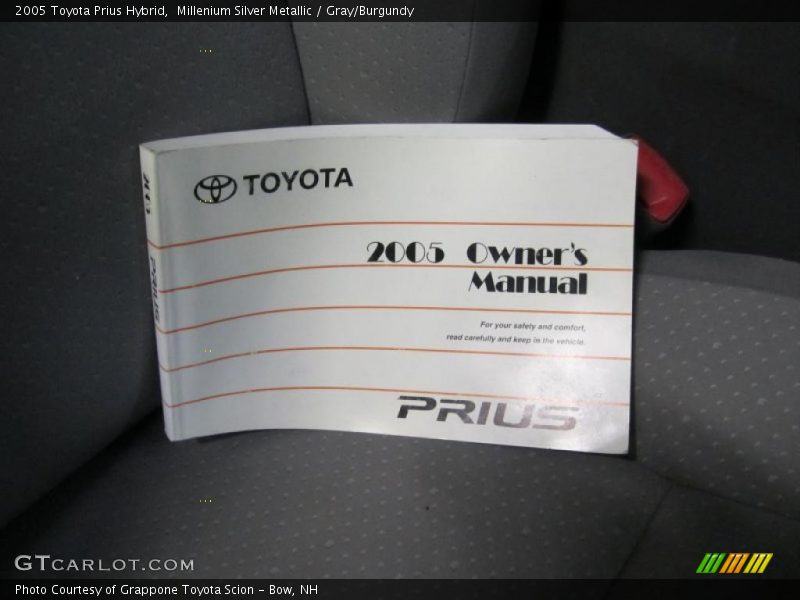 2005 Toyota Prius Hybrid,  Millenium Silver Metallic / Gray/Burgundy
TOYOTA
2005 Owner's
Manual
For your safety and comfort,
read carefully and keep in the vehicle.
PRIUS
PRIUS
GTCARLOT.COM
Photo Courtesy of Grappone Toyota Scion - Bow, NH